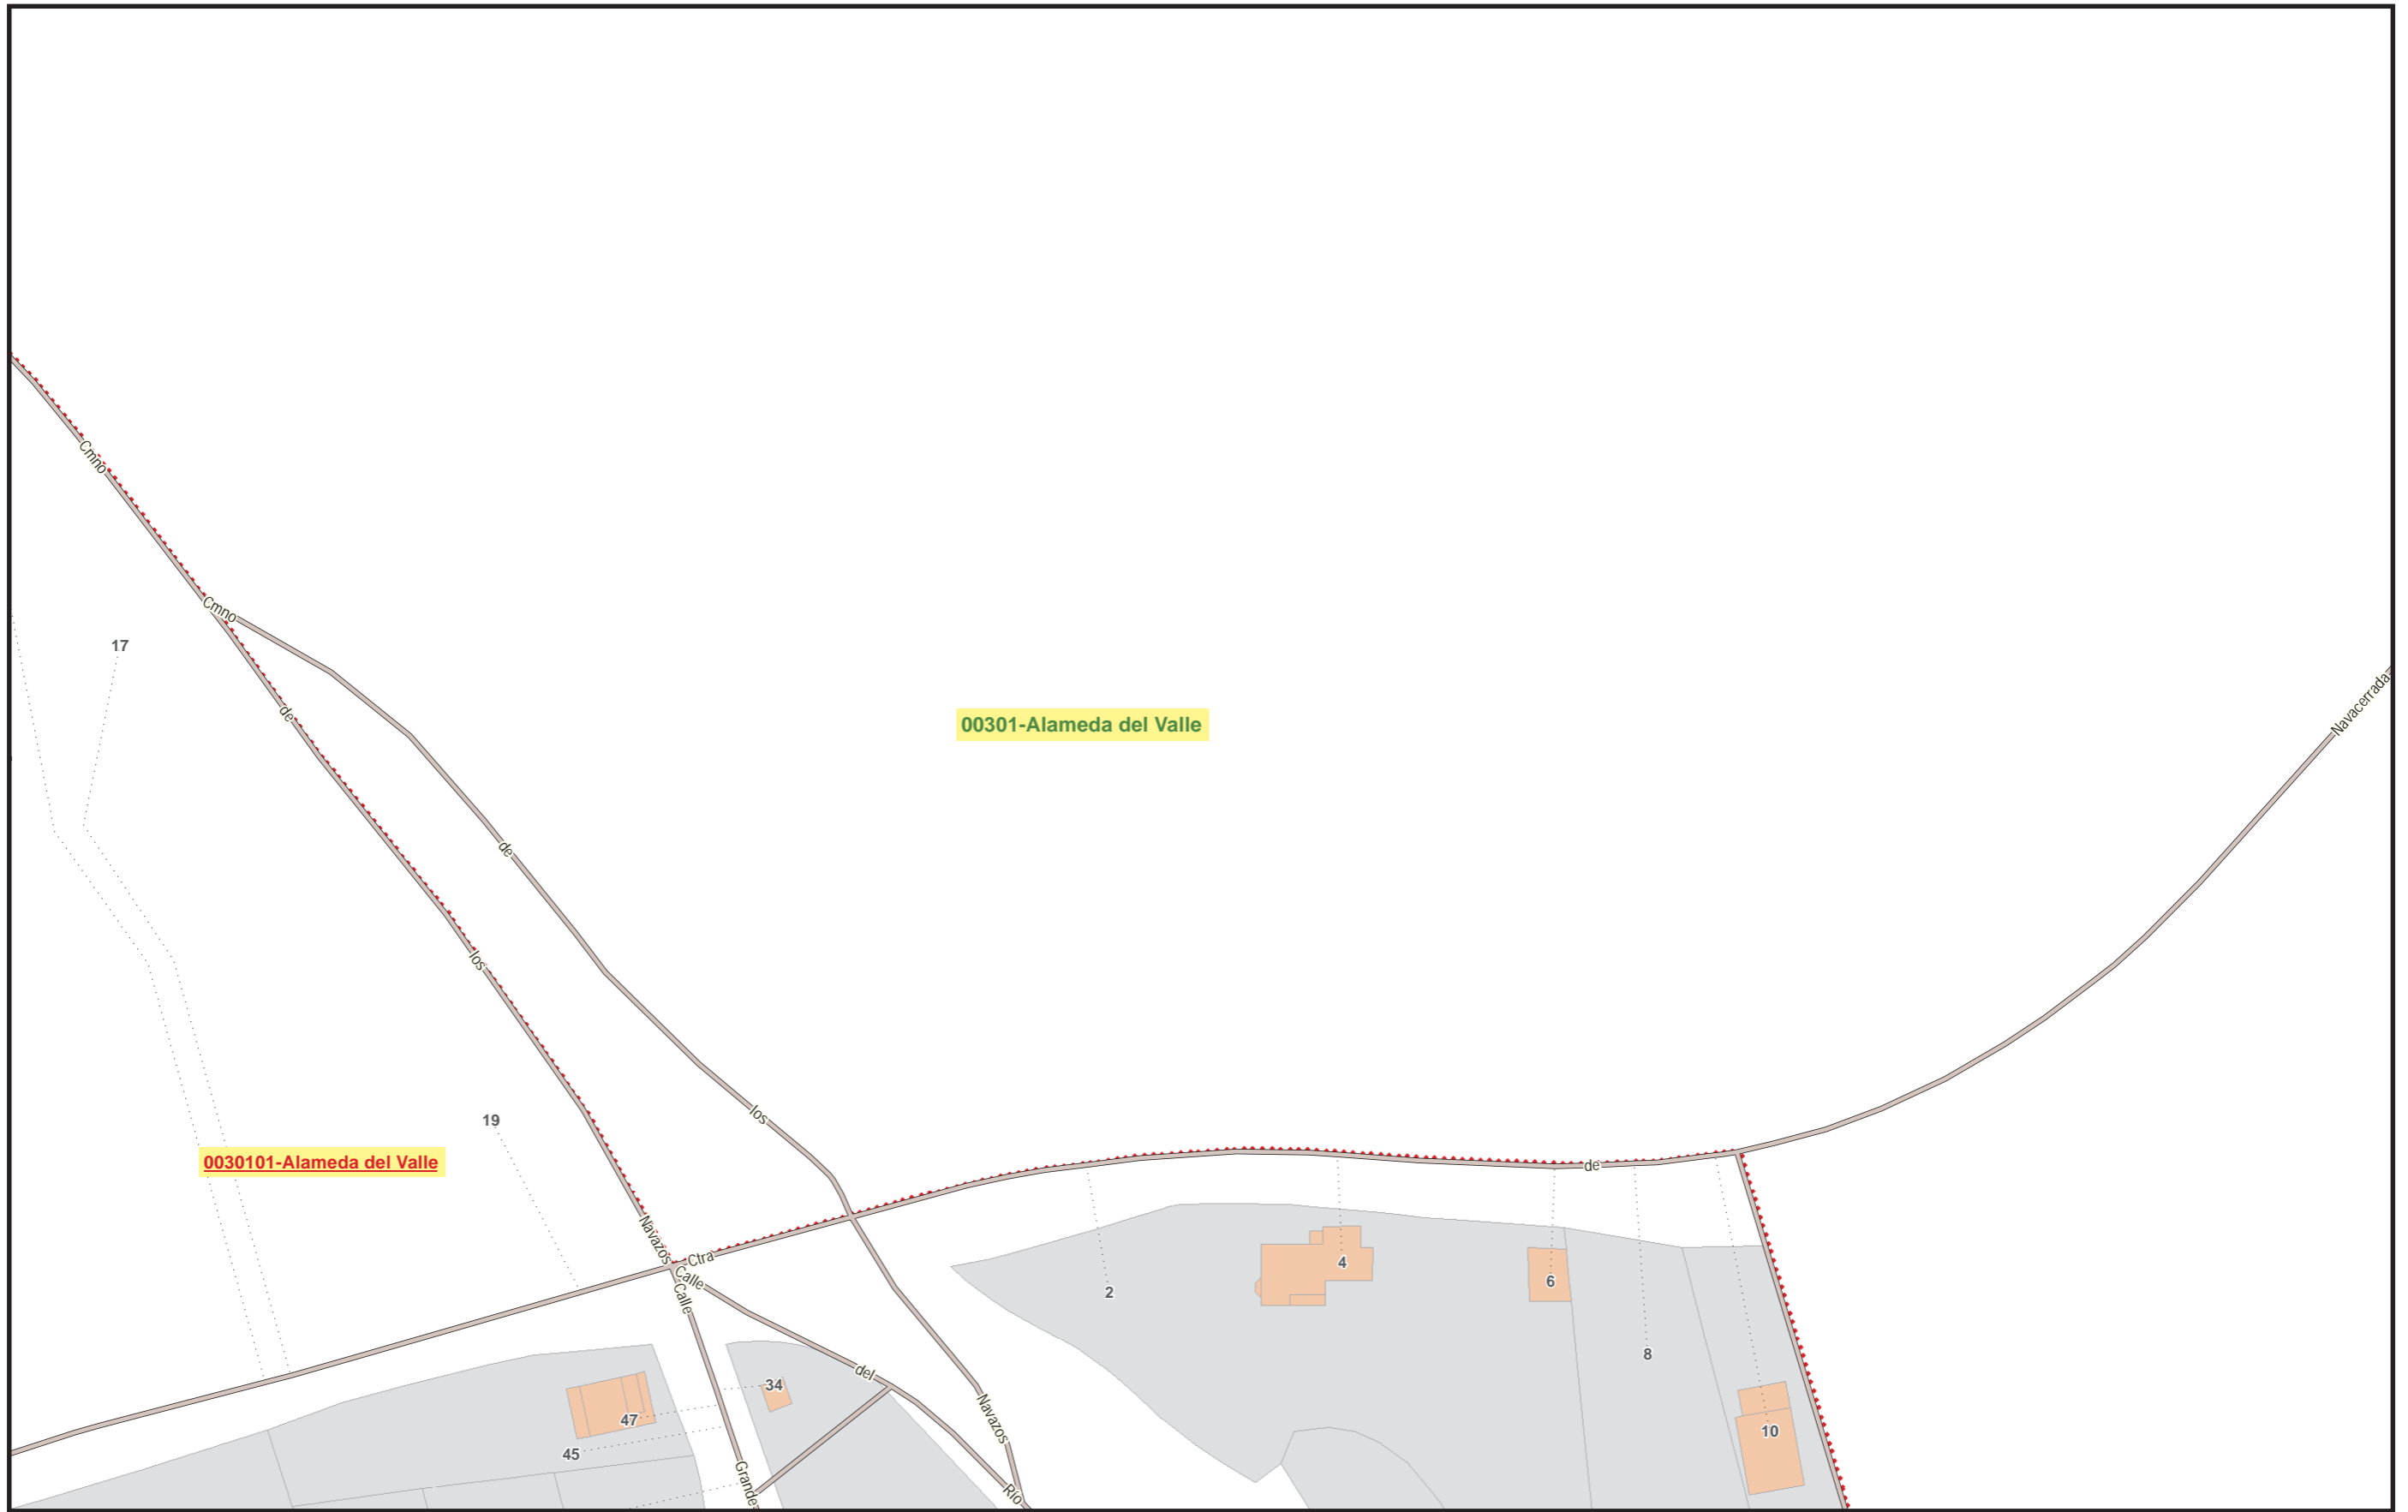 Cmno
Cmno
17
de
00301-Alameda del Valle
Navacerrada
de
los
los
19
0030101-Alameda del Valle
de
Navazos
Ctra
Calle
Calle
4
6
2
8
del
34
47
Navazos
10
45
Grande
Rio